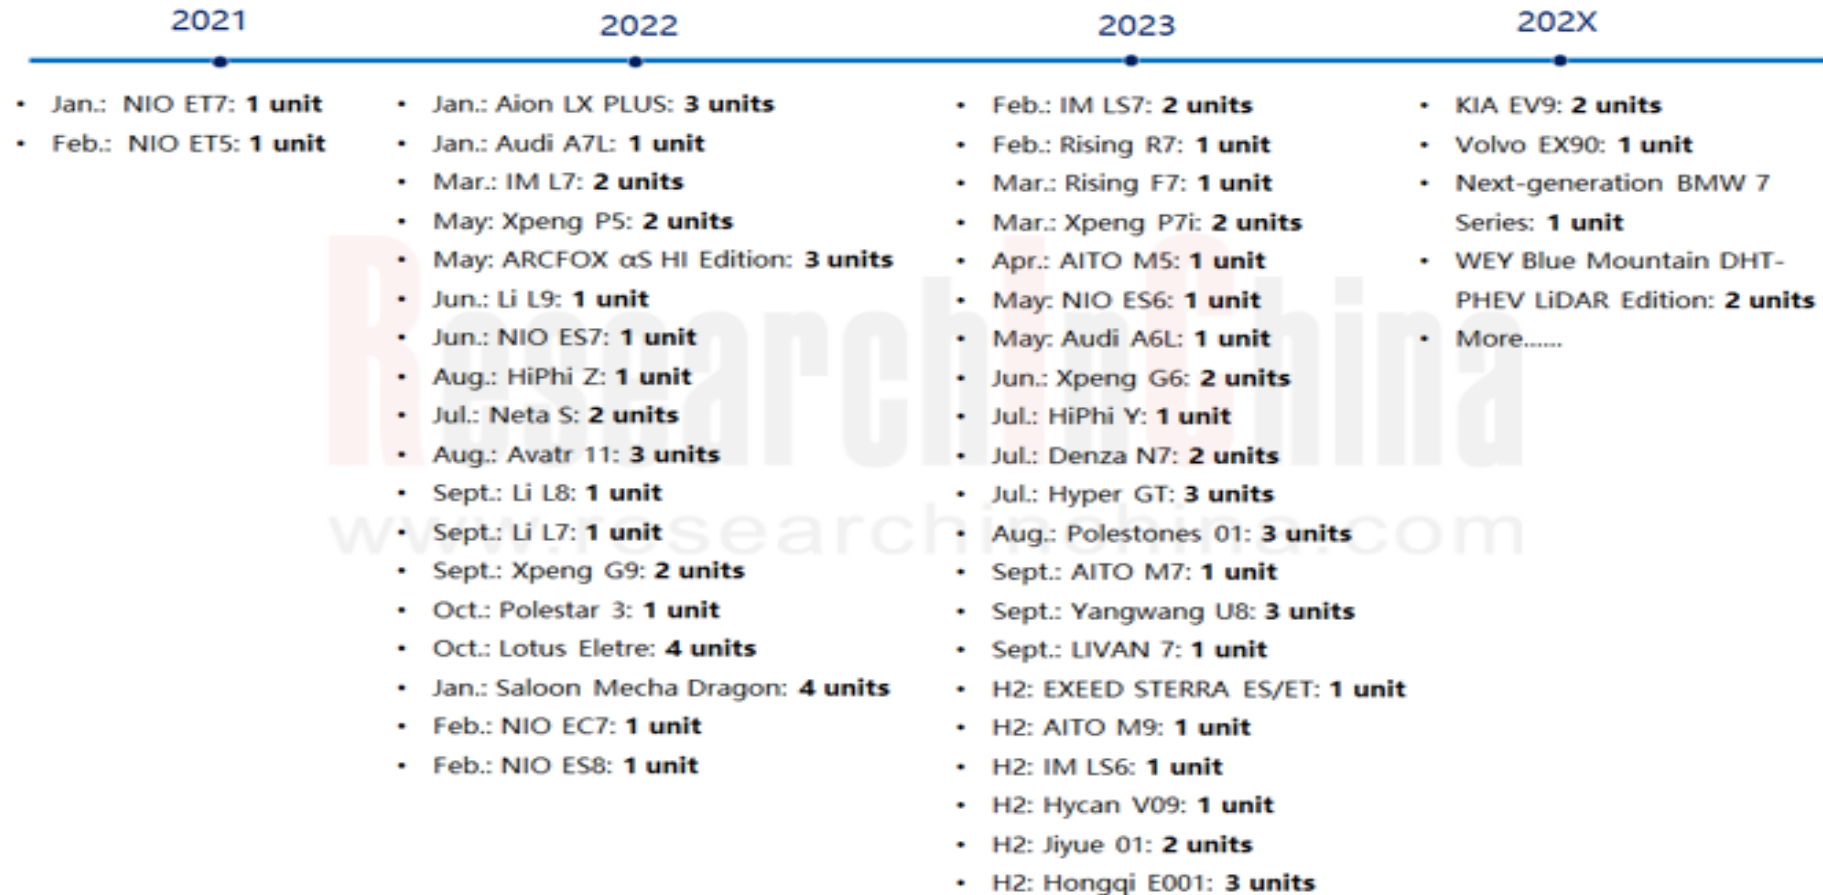 2021
Jan.: NIO ET7: 1 unit
Feb.: NIO ET5: 1 unit
2022
Jan.: Aion LX PLUS: 3 units
Jan.: Audi A7L: 1 unit
Mar.: IM L7: 2 units
May: Xpeng P5: 2 units
May: ARCFOX αS HI Edition: 3 units
Jun.: Li L9: 1 unit
Jun.: NIO ES7: 1 unit
Aug.: HiPhi Z: 1 unit
Jul.: Neta S: 2 units
Aug.: Avatr 11: 3 units
Sept.: Li L8: 1 unit
Sept.: Li L7: 1 unit
Sept.: Xpeng G9: 2 units
Oct.: Polestar 3: 1 unit
Oct.: Lotus Eletre: 4 units
Jan.: Saloon Mecha Dragon: 4 units
Feb.: NIO EC7: 1 unit
Feb.: NIO ES8: 1 unit
2023
Feb.: IM LS7: 2 units
Feb.: Rising R7: 1 unit
Mar.: Rising F7: 1 unit
Mar.: Xpeng P7i: 2 units
Apr.: AITO M5: 1 unit
May: NIO ES6: 1 unit
May: Audi A6L: 1 unit
Jun.: Xpeng G6: 2 units
Jul.: HiPhi Y: 1 unit
Jul.: Denza N7: 2 units
Jul.: Hyper GT: 3 units
Aug.: Polestones 01: 3 units
Sept.: AITO M7: 1 unit
Sept.: Yangwang U8: 3 units
Sept.: LIVAN 7: 1 unit
H2: EXEED STERRA ES/ET: 1 unit
H2: AITO M9: 1 unit
H2: IM LS6: 1 unit
H2: Hycan V09: 1 unit
H2: Jiyue 01: 2 units
H2: Hongqi E001: 3 units
202X
KIA EV9: 2 units
Volvo EX90: 1 unit
Next-generation BMW 7
Series: 1 unit
WEY Blue Mountain DHT-
PHEV LiDAR Edition: 2 units
More......
ResearchInChina
www.researchinchina.com